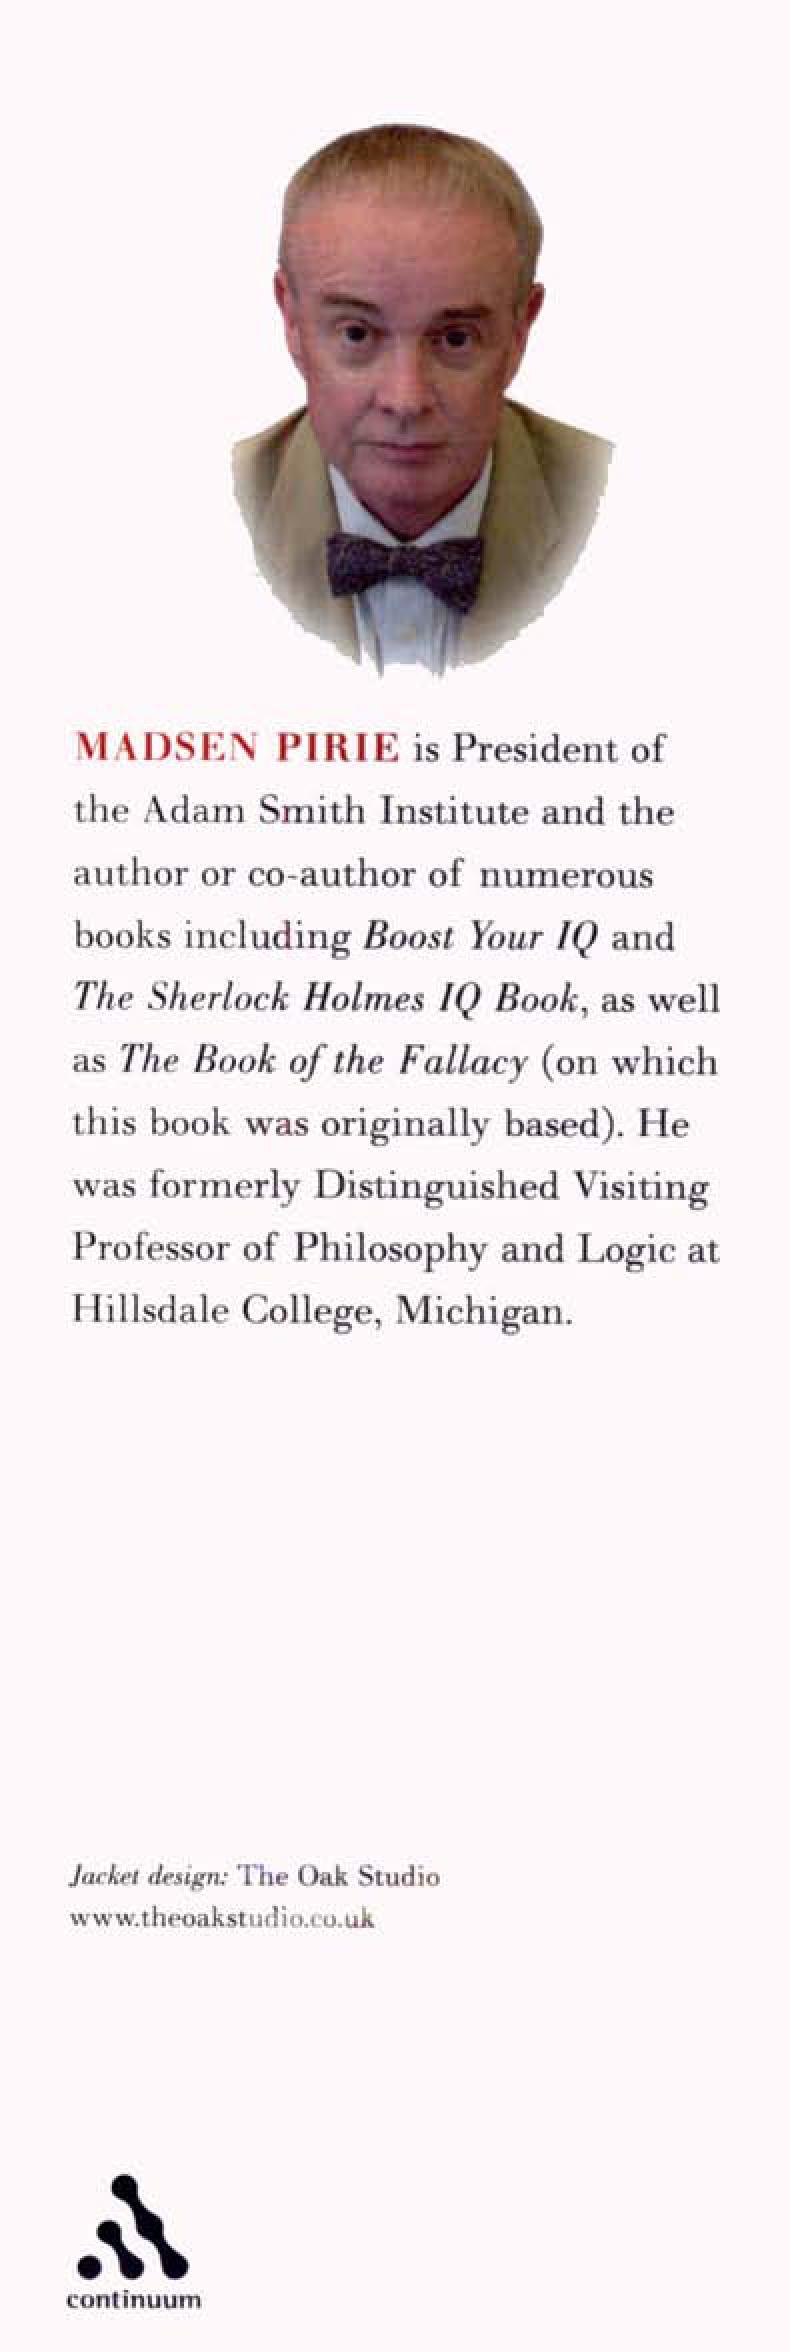 MADSEN PIRIE is President of
the Adam Smith Institute and the
author or co-author of numerous
books including Boost Your IQ and
The Sherlock Holmes IQ Book, as well
as The Book of the Fallacy (on which
this book was originally based). He
was formerly Distinguished Visiting
Professor of Philosophy and Logic at
Hillsdale College, Michigan.
Jacket design: The Oak Studio
www.theoakstudio.co.uk
continuum